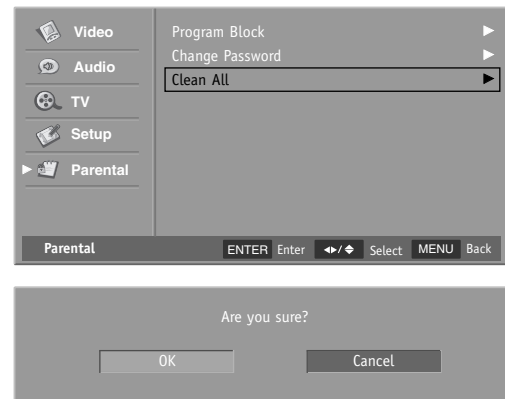 Video
Audio
TV
Setup
Parental
Program Block
Change Password
Clean All
Parental ENTER Enter ◄►/▲▼ Select MENU Back
Are you sure?
OK Cancel